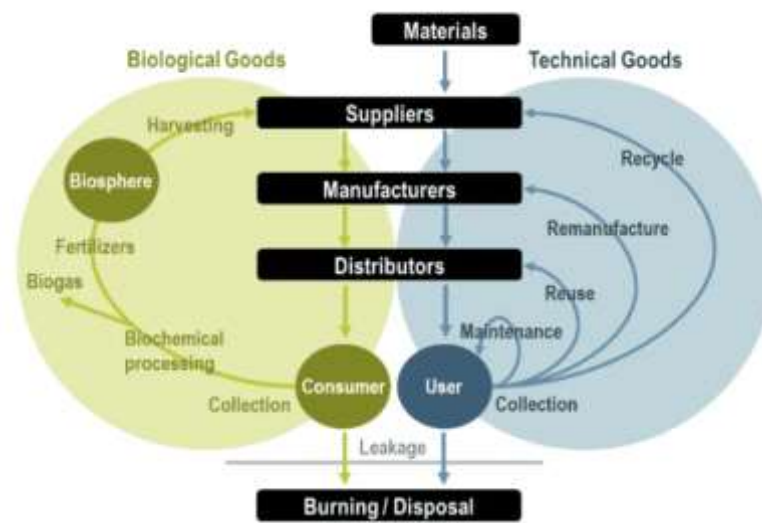 Materials
Biological Goods
Technical Goods
Suppliers
Harvesting
Recycle
Biosphere
Manufacturers
Remanufacture
Fertilizers
Distributors
Biogas
Reuse
Maintenance
Biochemical
processing
Consumer
User
Collection
Collection
Leakage
Burning / Disposal